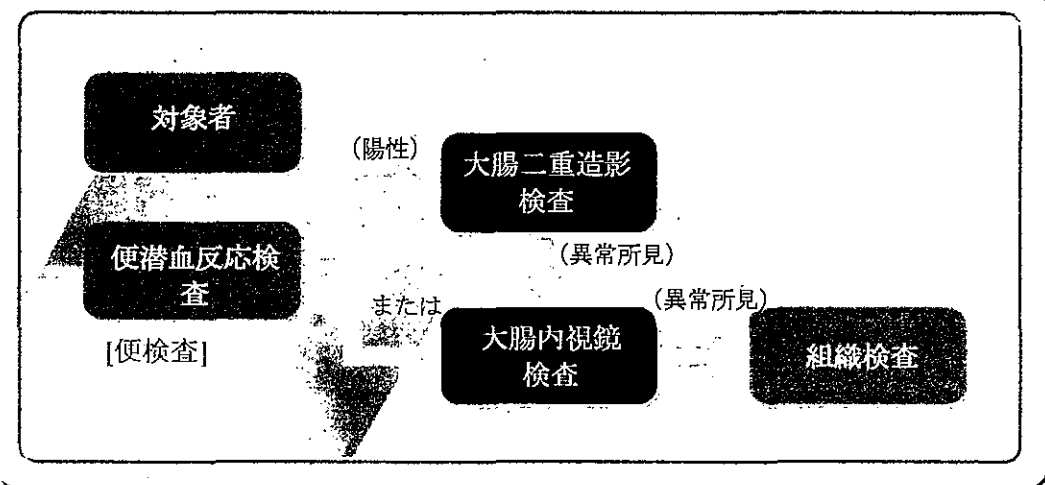 対象者
便潜血反応検
査
[便検査]
(陽性)
大腸二重造影
検査
(異常所見)
または
大腸内視鏡
検査
(異常所見)
組織検査